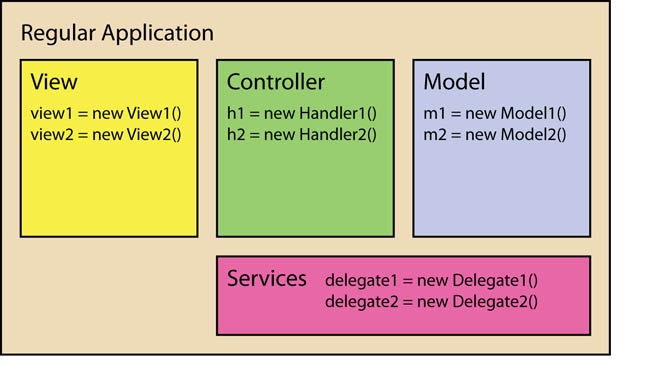 Regular Application
View
view1 = new View1()
view2 = new View2()
Controller
h1 = new Handler1()
h2 = new Handler2()
Model
m1 = new Model1()
m2 = new Model2()
Services
delegate1 = new Delegate1()
delegate2 = new Delegate2()